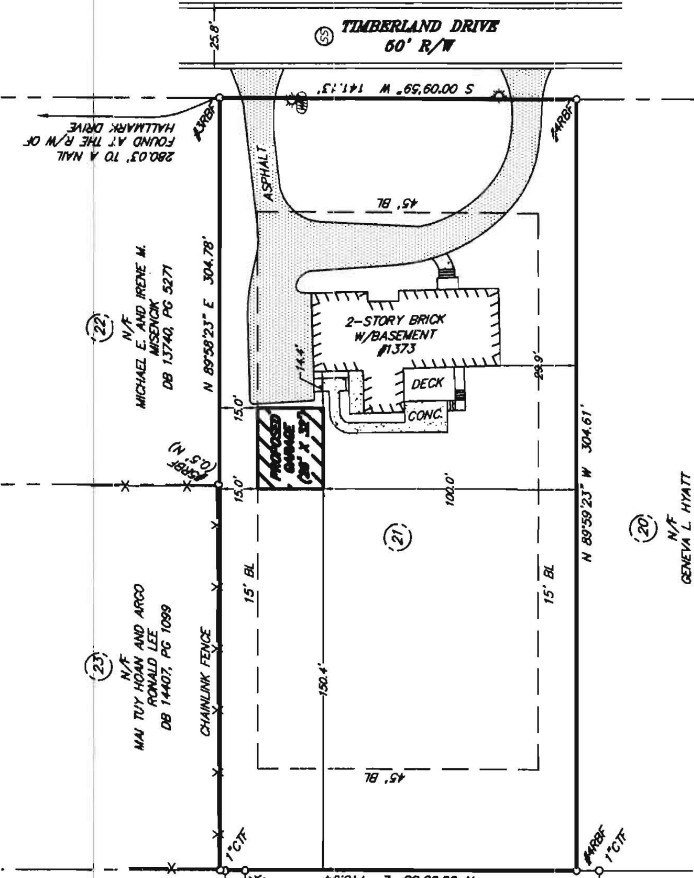 TIMBERLAND DRIVE
60' R/W
SS
25.8'
S 00°09'59" W 141.13'
#3RBF
#4RBF
280.03' TO A NAIL
FOUND AT THE R/W OF
HALLMARK DRIVE
ASPHALT
45' BL
22
N/F
MICHAEL E. AND IRENE M.
MISENCIK
DB 13740, PG 5271
N 89°58'23" E 304.78'
2-STORY BRICK
W/BASEMENT
#1373
14.4'
DECK
CONC.
29.9'
15.0'
PROPOSED
GARAGE
15.0'
(0.5' N)
100.0'
21
N 89°59'23" W 304.61'
20
N/F
GENEVA L. HYATT
15' BL
15' BL
23
N/F
MAI TUY HOAN AND ARGO
RONALD LEE
DB 14407, PG 1099
CHAINLINK FENCE
150.4'
45' BL
1"CTF
#4RBF
1"CTF